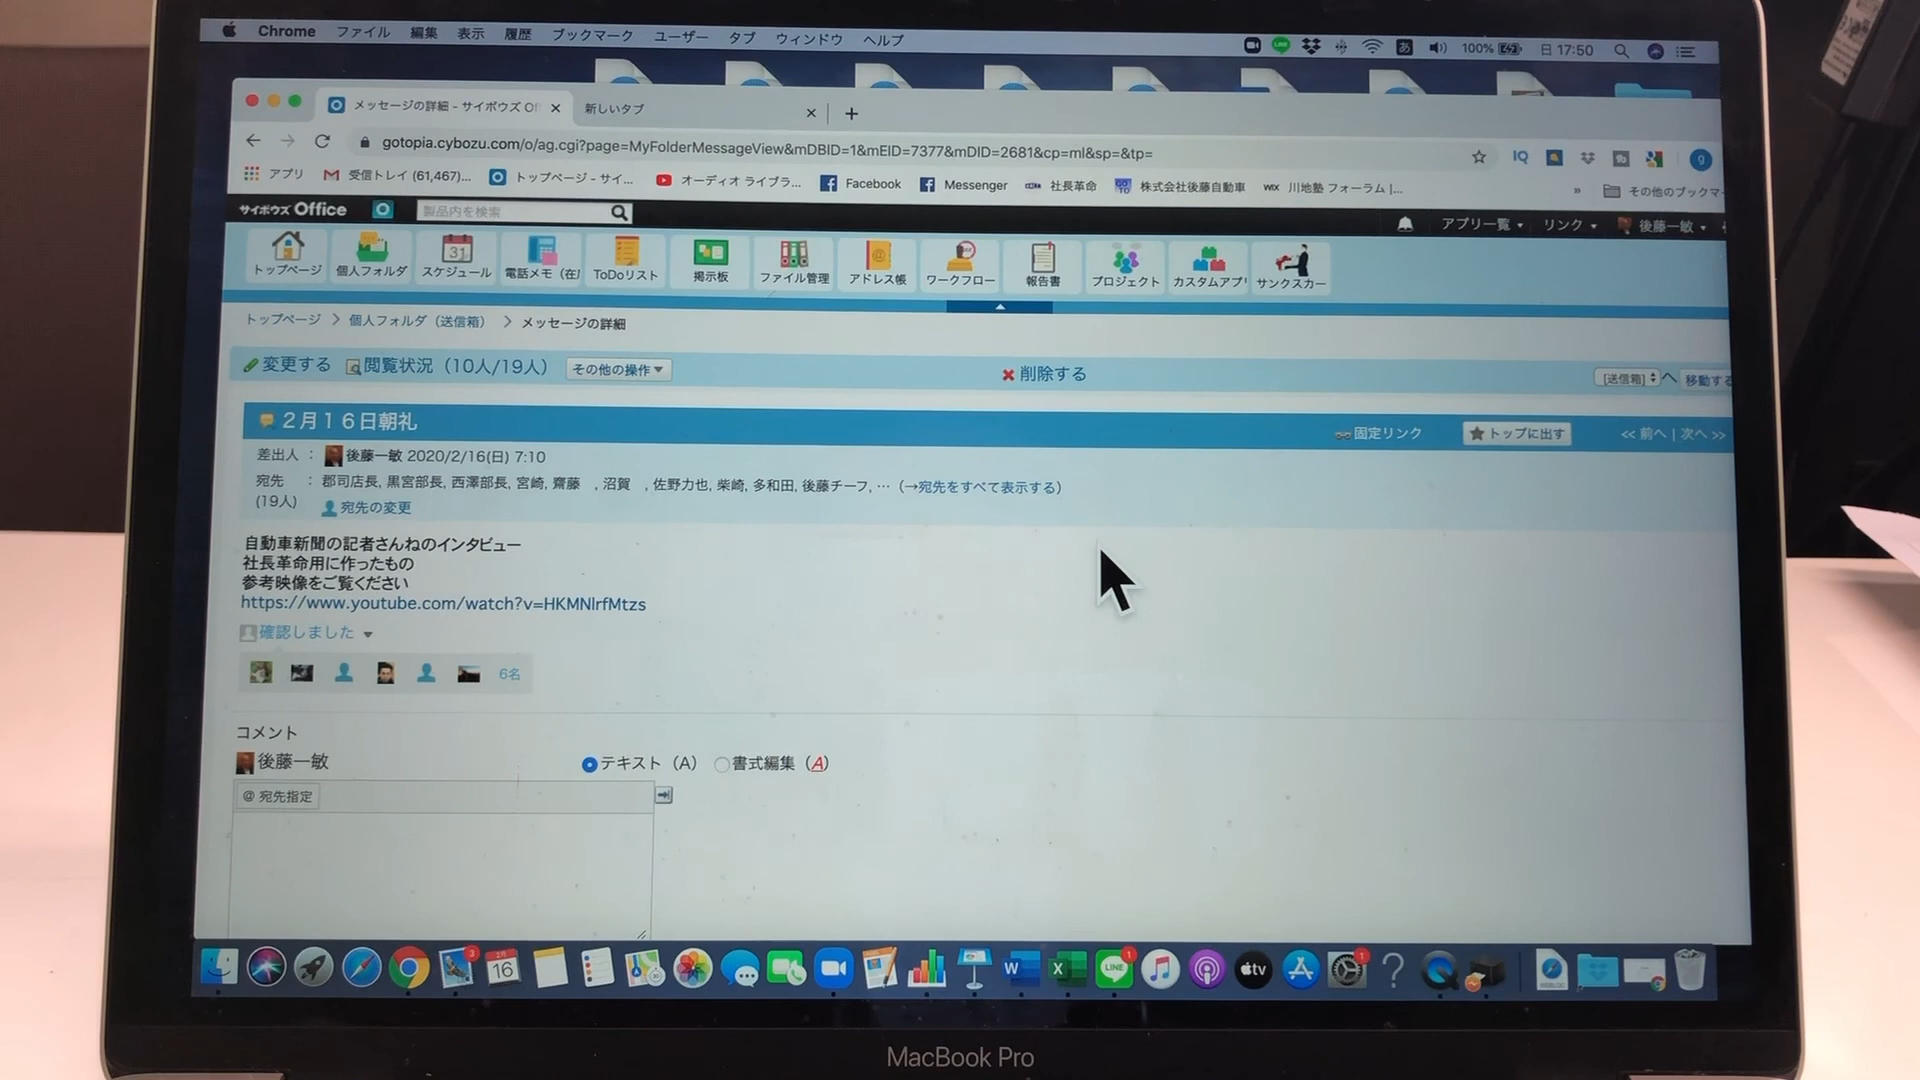 Chrome ファイル 編集 表示 履歴 ブックマーク ユーザー タブ ウィンドウ ヘルプ 100% 日 17:50
メッセージの詳細 - サイボウズ Of 新しいタブ
gotopia.cybozu.com/o/ag.cgi?page=MyFolderMessageView&mDBID=1&mEID=7377&mDID=2681&cp=ml&sp=&tp=
アプリ 受信トレイ (61,467)... トップページ - サイ... オーディオ ライブラ... Facebook Messenger 社長革命 株式会社後藤自動車 WIX 川地塾 フォーラム |... » その他のブックマー
サイボウズ Office 製品内を検索 アプリ一覧 リンク 後藤一敏
トップページ 個人フォルダ スケジュール 電話メモ（在 ToDoリスト 掲示板 ファイル管理 アドレス帳 ワークフロー 報告書 プロジェクト カスタムアプリ サンクスカー
トップページ > 個人フォルダ（送信箱） > メッセージの詳細
変更する 閲覧状況（10人/19人） その他の操作▼ 削除する [送信箱] へ 移動する
２月１６日朝礼 固定リンク トップに出す << 前へ | 次へ >>
差出人 ： 後藤一敏 2020/2/16(日) 7:10
宛先 ： 郡司店長, 黒宮部長, 西澤部長, 宮崎, 齋藤 , 沼賀 , 佐野力也, 柴崎, 多和田, 後藤チーフ, …（→宛先をすべて表示する）
(19人) 宛先の変更
自動車新聞の記者さんねのインタビュー
社長革命用に作ったもの
参考映像をご覧ください
https://www.youtube.com/watch?v=HKMNlrfMtzs
確認しました
6名
コメント
後藤一敏 テキスト（A） 書式編集（A）
@ 宛先指定
3 2月 16 W X LINE 1 tv 1
MacBook Pro